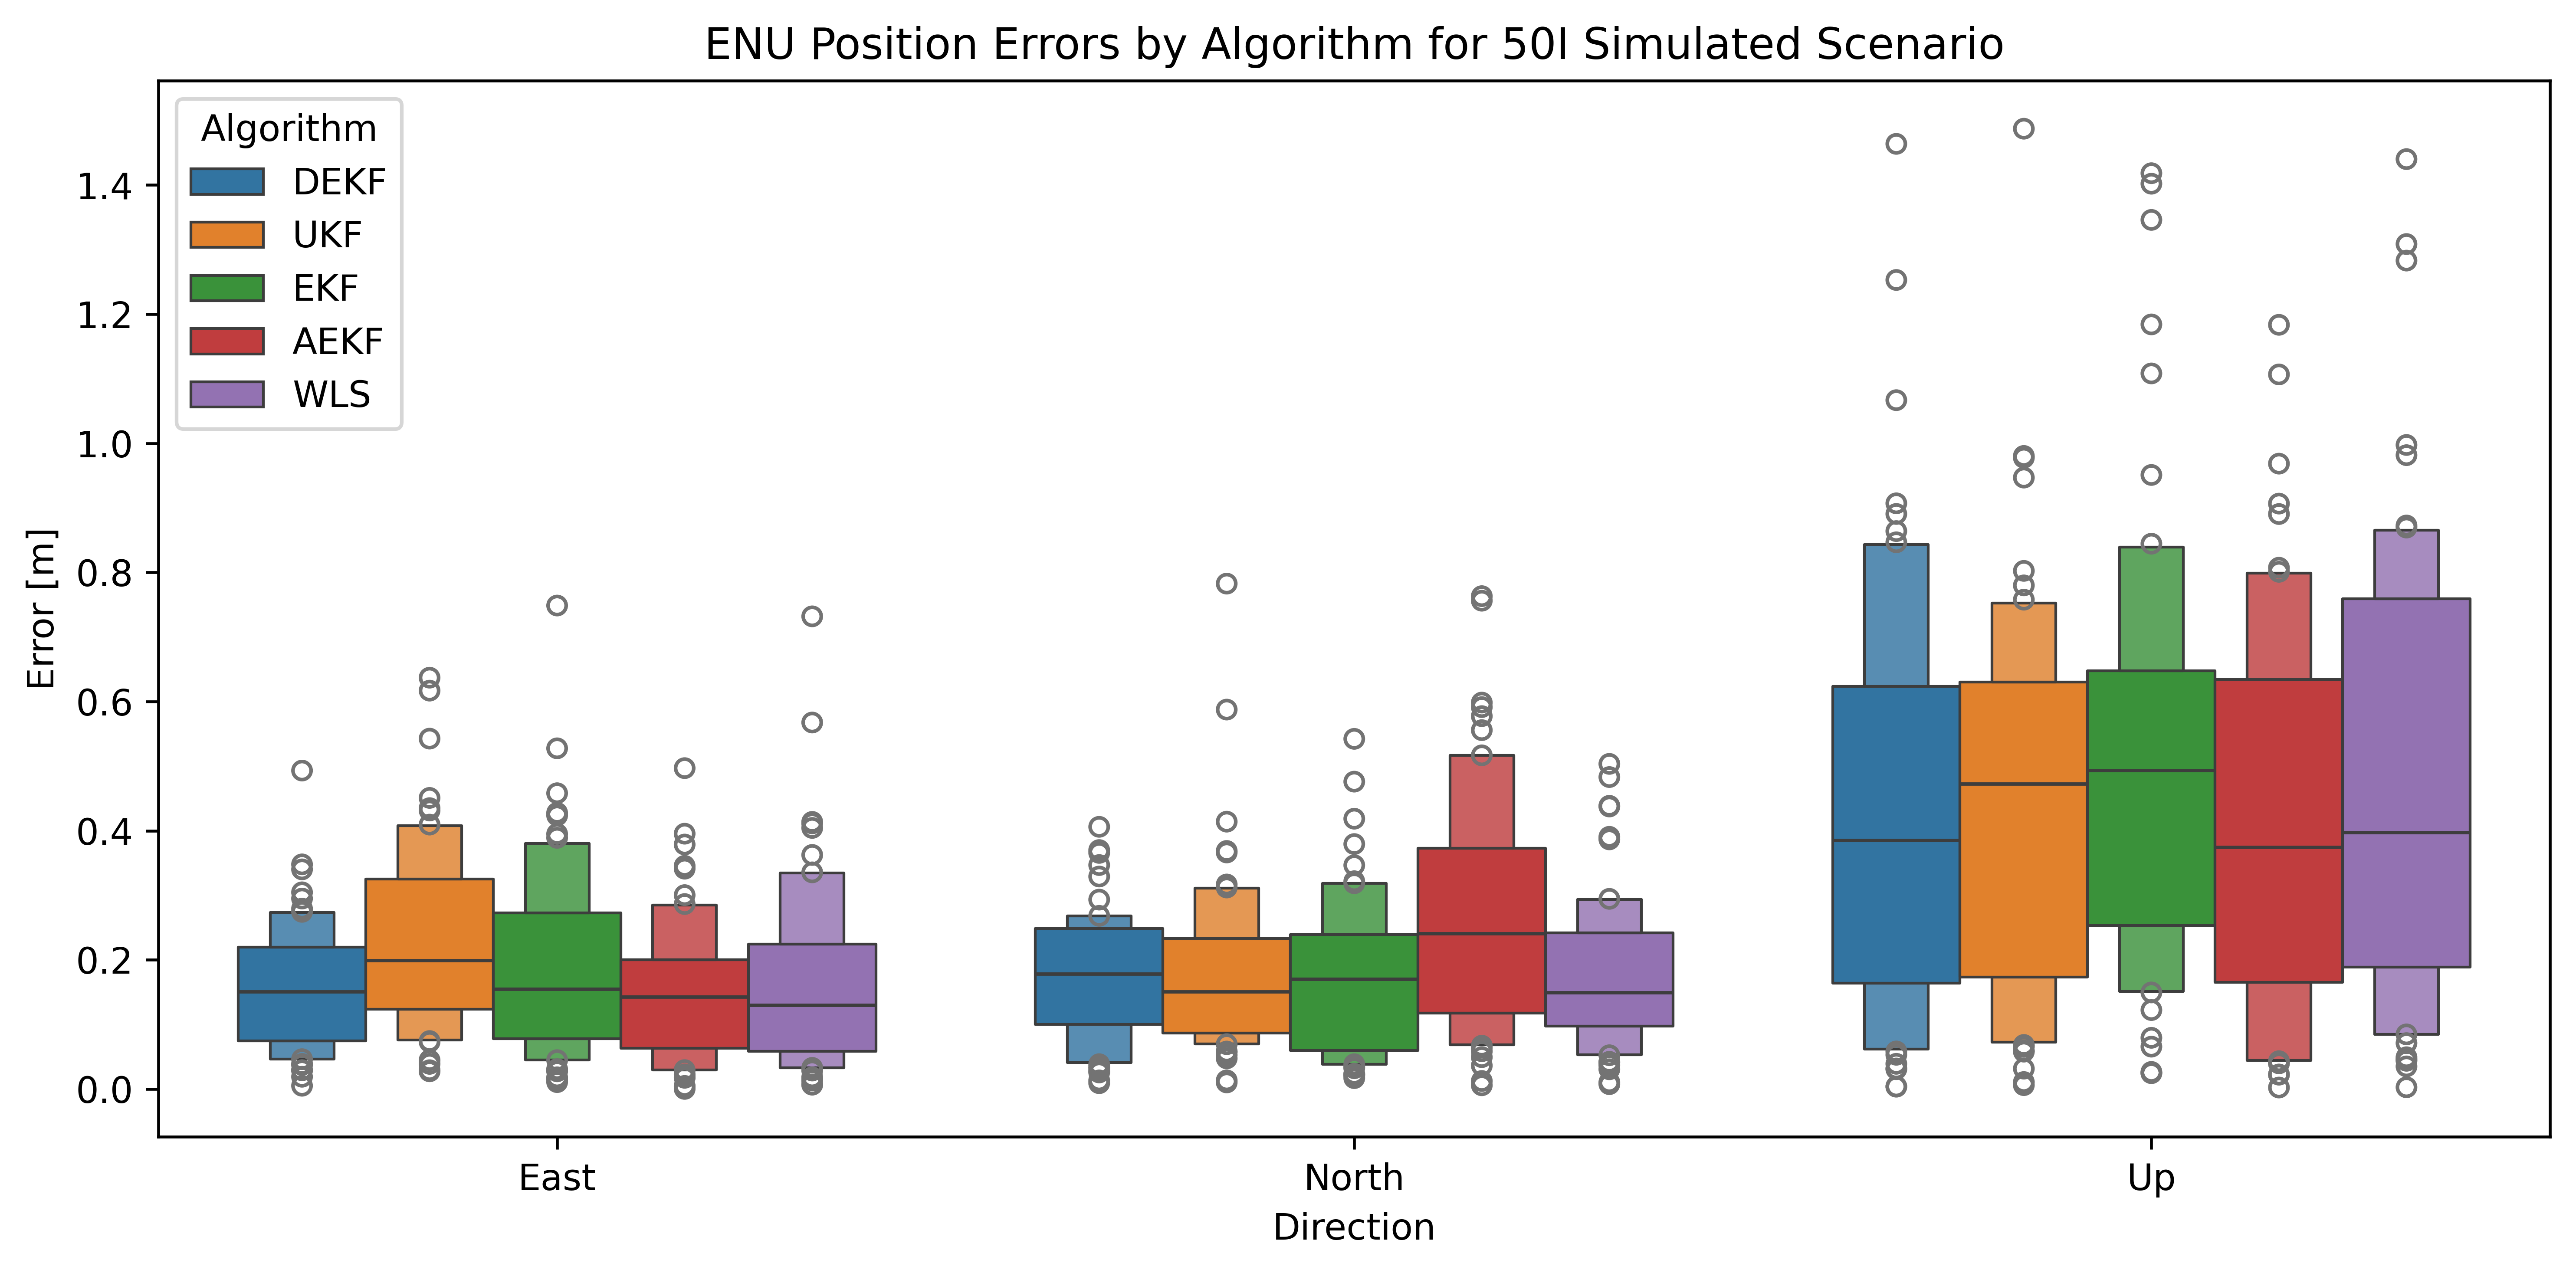 ENU Position Errors by Algorithm for 50l Simulated Scenario
Algorithm
DEKF
UKF
EKF
AEKF
WLS
1.4
1.2
1.0
0.8
0.6
0.4
0.2
0.0
Error [m]
East
North
Up
Direction